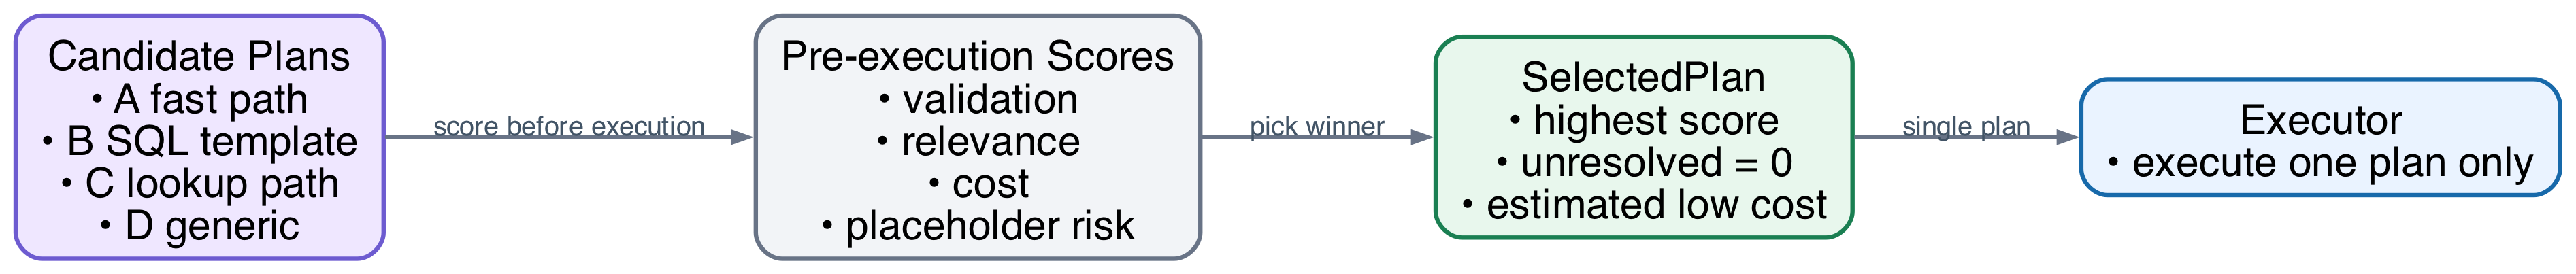 Candidate Plans
• A fast path
• B SQL template
• C lookup path
• D generic
score before execution
Pre-execution Scores
• validation
• relevance
• cost
• placeholder risk
pick winner
SelectedPlan
• highest score
• unresolved = 0
• estimated low cost
single plan
Executor
• execute one plan only